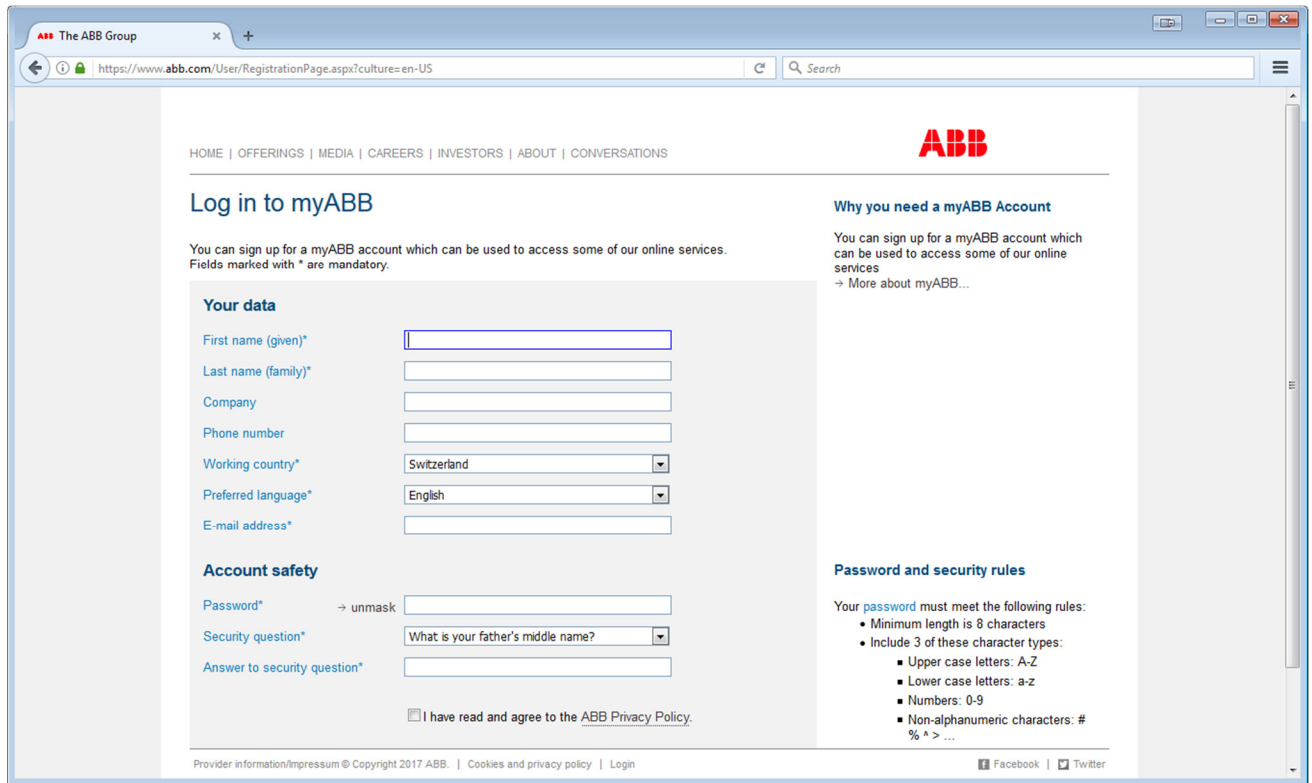 ABB The ABB Group
https://www.abb.com/User/RegistrationPage.aspx?culture=en-US
Search
HOME | OFFERINGS | MEDIA | CAREERS | INVESTORS | ABOUT | CONVERSATIONS
ABB
Log in to myABB
You can sign up for a myABB account which can be used to access some of our online services.
Fields marked with * are mandatory.
Your data
First name (given)*
Last name (family)*
Company
Phone number
Working country*
Switzerland
Preferred language*
English
E-mail address*
Account safety
Password*
→ unmask
Security question*
What is your father's middle name?
Answer to security question*
I have read and agree to the ABB Privacy Policy.
Why you need a myABB Account
You can sign up for a myABB account which
can be used to access some of our online
services
→ More about myABB...
Password and security rules
Your password must meet the following rules:
• Minimum length is 8 characters
• Include 3 of these character types:
▪ Upper case letters: A-Z
▪ Lower case letters: a-z
▪ Numbers: 0-9
▪ Non-alphanumeric characters: #
% ^ > ...
Provider information/Impressum © Copyright 2017 ABB. | Cookies and privacy policy | Login
Facebook | Twitter